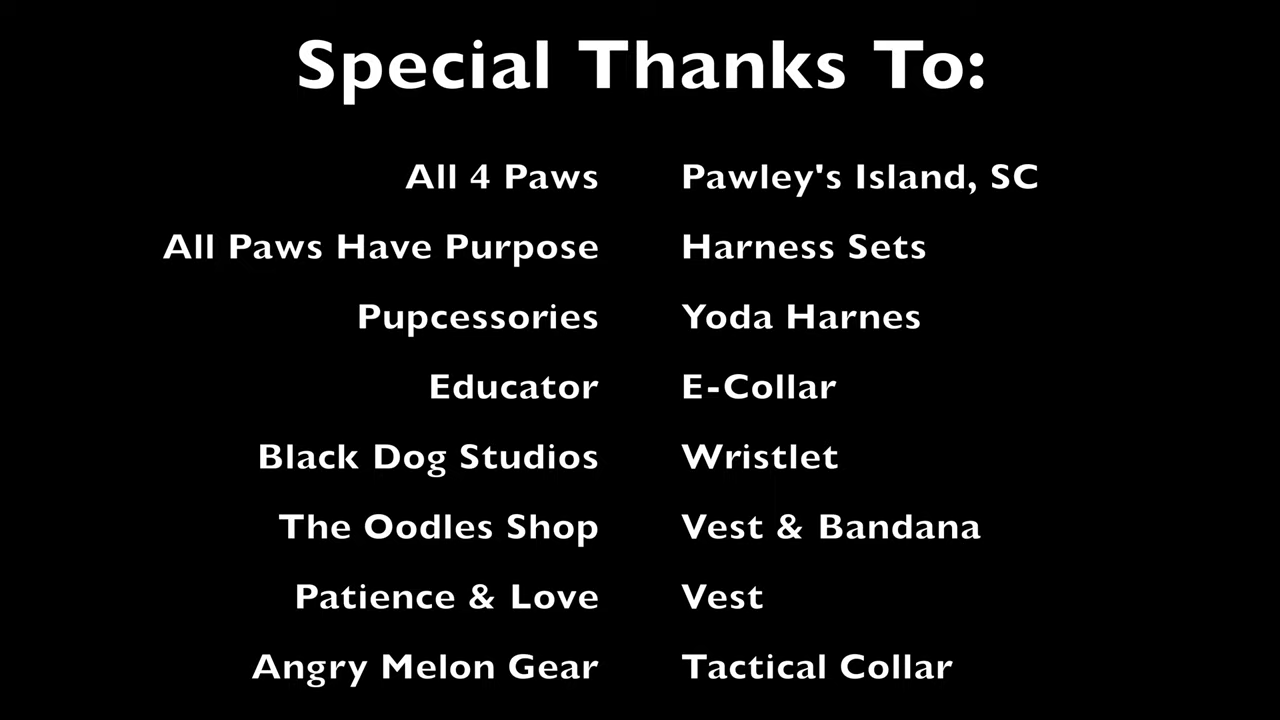 Special Thanks To:
All 4 Paws Pawley's Island, SC
All Paws Have Purpose Harness Sets
Pupcessories Yoda Harnes
Educator E-Collar
Black Dog Studios Wristlet
The Oodles Shop Vest & Bandana
Patience & Love Vest
Angry Melon Gear Tactical Collar